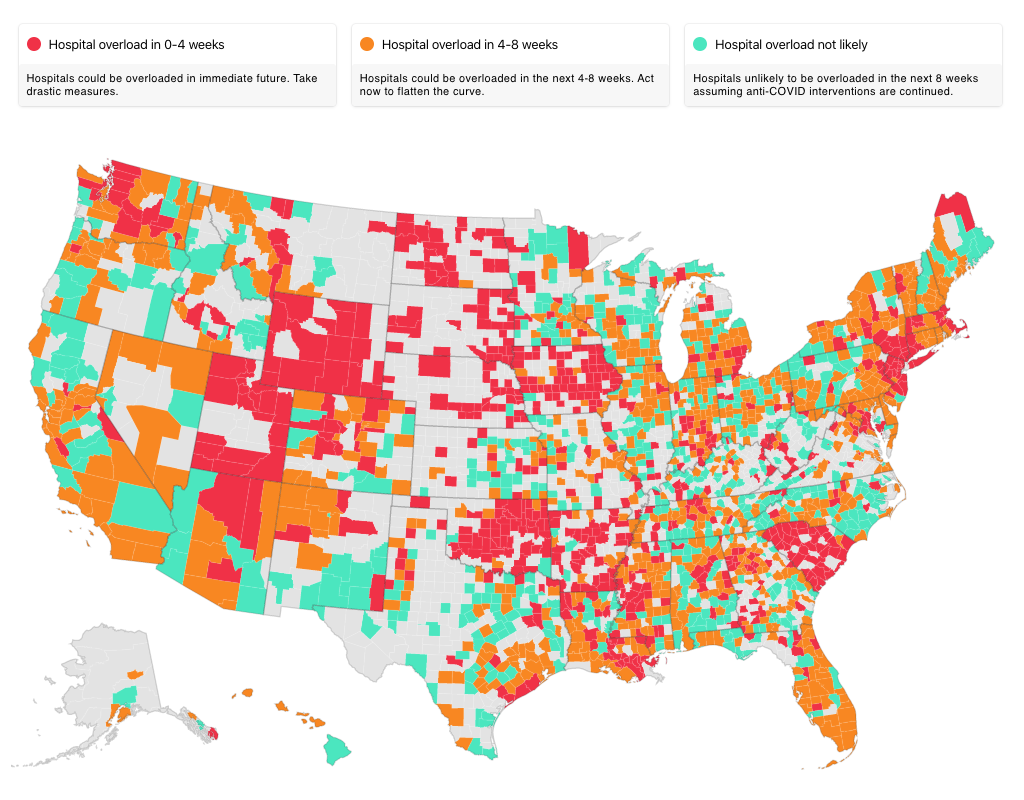 Hospital overload in 0-4 weeks
Hospitals could be overloaded in immediate future. Take
drastic measures.
Hospital overload in 4-8 weeks
Hospitals could be overloaded in the next 4-8 weeks. Act
now to flatten the curve.
Hospital overload not likely
Hospitals unlikely to be overloaded in the next 8 weeks
assuming anti-COVID interventions are continued.